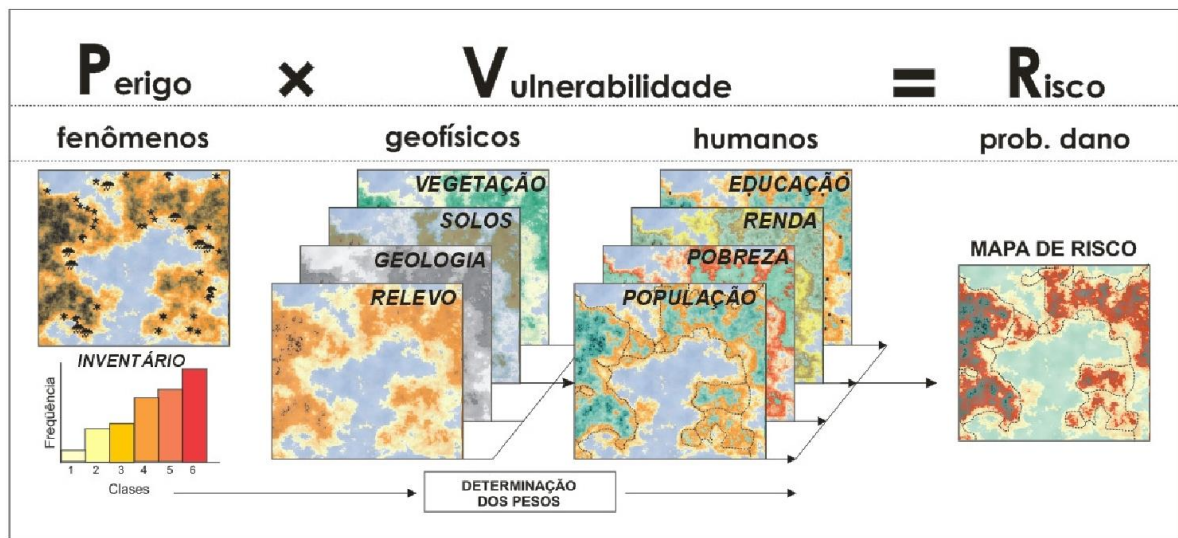 Perigo × Vulnerabilidade = Risco
fenômenos geofísicos humanos prob. dano
VEGETAÇÃO
SOLOS
GEOLOGIA
RELEVO
EDUCAÇÃO
RENDA
POBREZA
POPULAÇÃO
MAPA DE RISCO
INVENTÁRIO
Freqüência
1 2 3 4 5 6
Clases
DETERMINAÇÃO
DOS PESOS